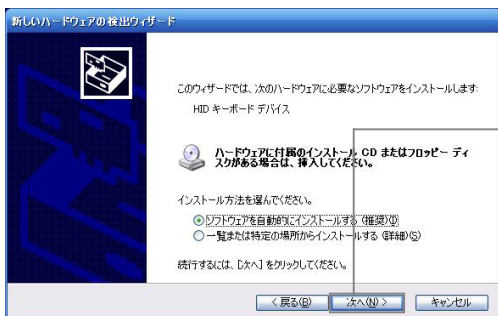 新しいハードウェアの検出ウィザード
このウィザードでは、次のハードウェアに必要なソフトウェアをインストールします:
HID キーボード デバイス
ハードウェアに付属のインストール CD またはフロッピー ディ
スクがある場合は、挿入してください。
インストール方法を選んでください。
ソフトウェアを自動的にインストールする (推奨)(I)
一覧または特定の場所からインストールする (詳細)(S)
続行するには、[次へ] をクリックしてください。
< 戻る(B) 次へ(N) > キャンセル